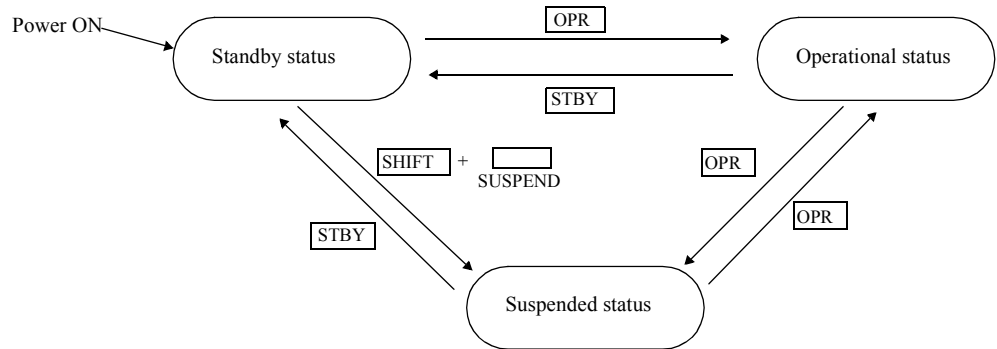 Power ON
OPR
Standby status
Operational status
STBY
SHIFT +
SUSPEND
OPR
OPR
STBY
Suspended status